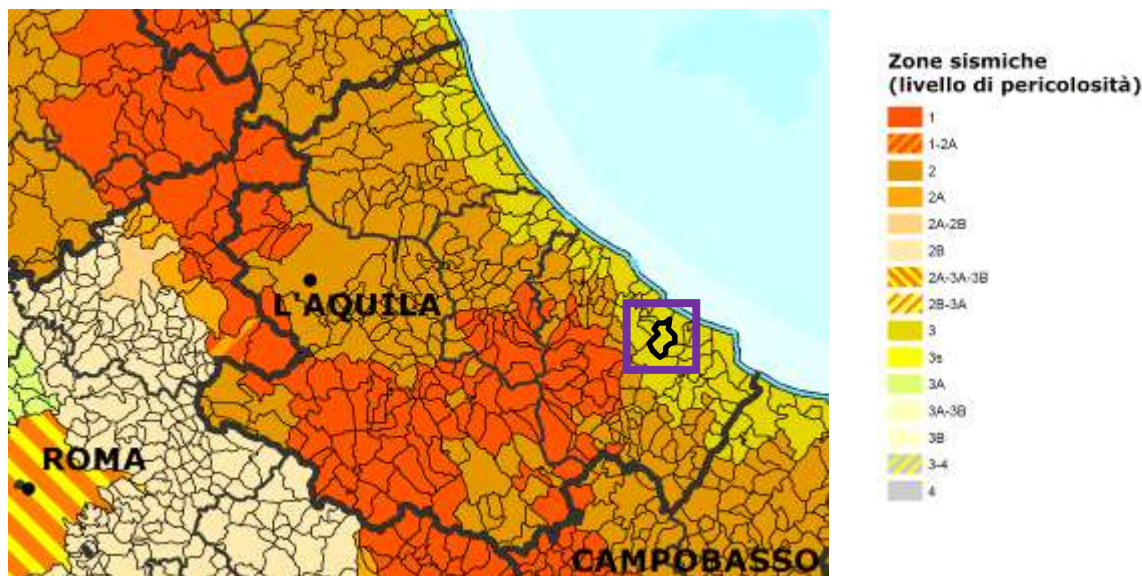 L'AQUILA
ROMA
CAMPOBASSO
Zone sismiche
(livello di pericolosità)
1
1-2A
2
2A
2A-2B
2B
2A-3A-3B
2B-3A
3
3s
3A
3A-3B
3B
3-4
4